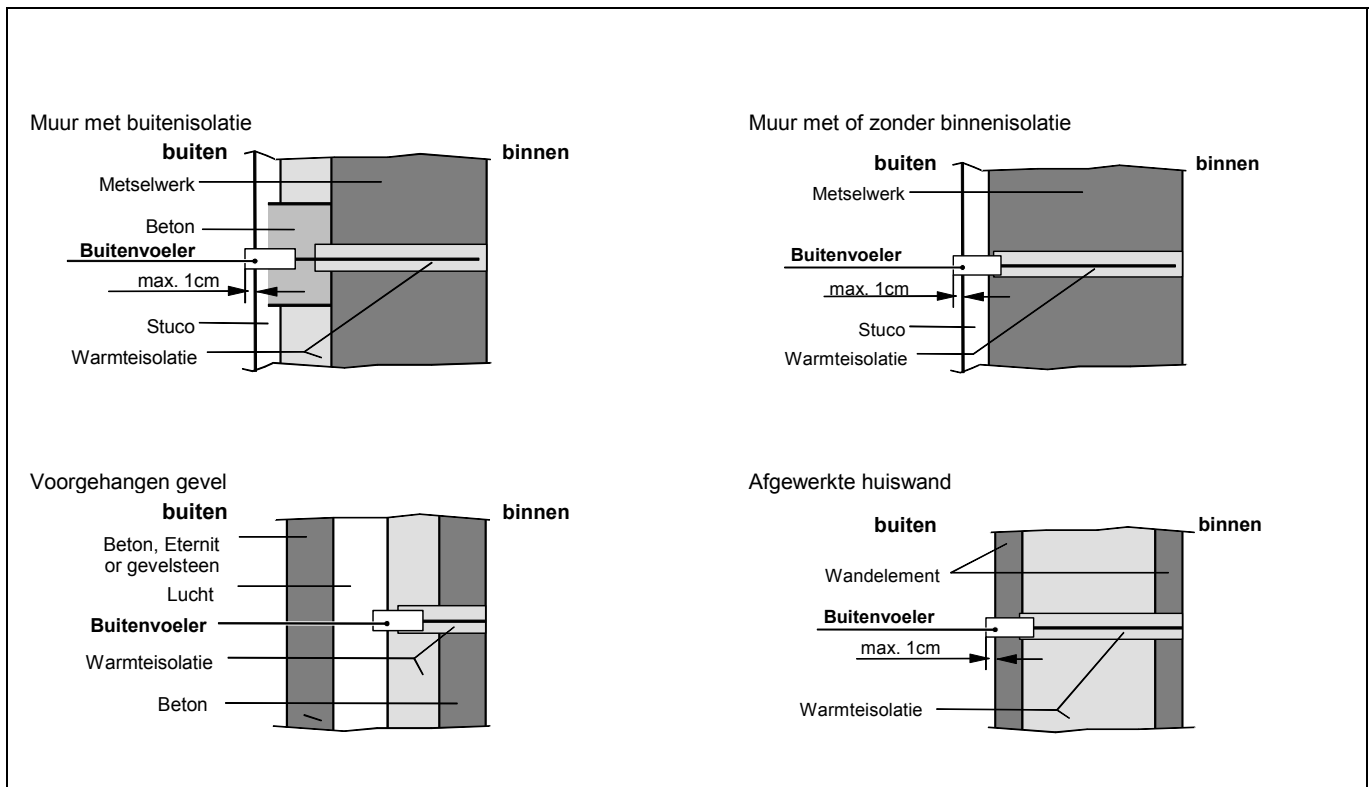 Muur met buitenisolatie
buiten
binnen
Metselwerk
Beton
Buitenvoeler
max. 1cm
Stuco
Warmteisolatie
Muur met of zonder binnenisolatie
buiten
binnen
Metselwerk
Buitenvoeler
max. 1cm
Stuco
Warmteisolatie
Voorgehangen gevel
buiten
binnen
Beton, Eternit
or gevelsteen
Lucht
Buitenvoeler
Warmteisolatie
Beton
Afgewerkte huiswand
buiten
binnen
Wandelement
Buitenvoeler
max. 1cm
Warmteisolatie